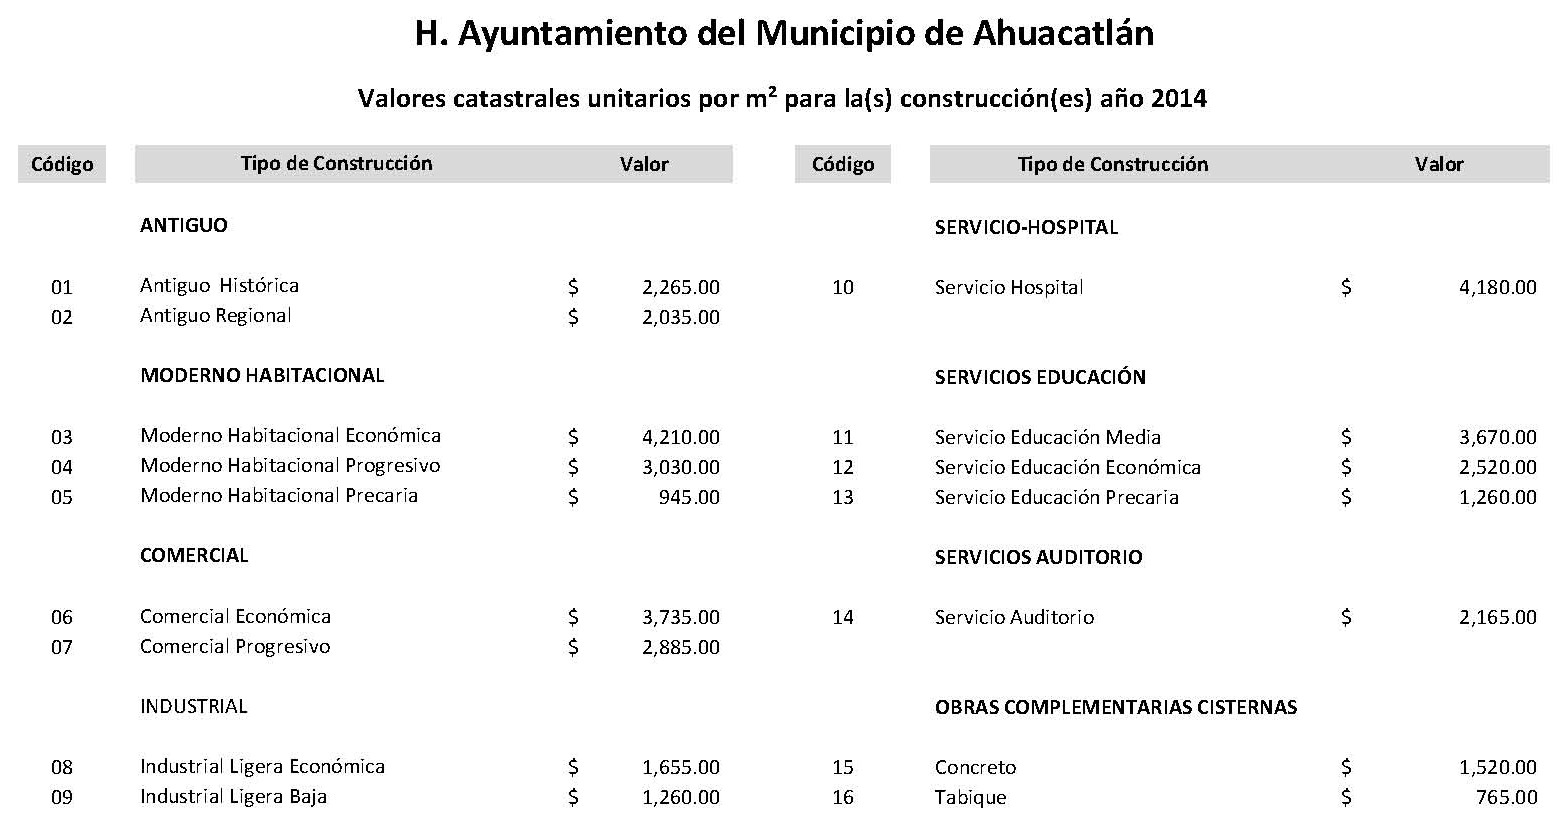 H. Ayuntamiento del Municipio de Ahuacatlán
Valores catastrales unitarios por m² para la(s) construcción(es) año 2014
Código Tipo de Construcción Valor Código Tipo de Construcción Valor
ANTIGUO SERVICIO-HOSPITAL
01 Antiguo Histórica $ 2,265.00 10 Servicio Hospital $ 4,180.00
02 Antiguo Regional $ 2,035.00
MODERNO HABITACIONAL SERVICIOS EDUCACIÓN
03 Moderno Habitacional Económica $ 4,210.00 11 Servicio Educación Media $ 3,670.00
04 Moderno Habitacional Progresivo $ 3,030.00 12 Servicio Educación Económica $ 2,520.00
05 Moderno Habitacional Precaria $ 945.00 13 Servicio Educación Precaria $ 1,260.00
COMERCIAL SERVICIOS AUDITORIO
06 Comercial Económica $ 3,735.00 14 Servicio Auditorio $ 2,165.00
07 Comercial Progresivo $ 2,885.00
INDUSTRIAL OBRAS COMPLEMENTARIAS CISTERNAS
08 Industrial Ligera Económica $ 1,655.00 15 Concreto $ 1,520.00
09 Industrial Ligera Baja $ 1,260.00 16 Tabique $ 765.00